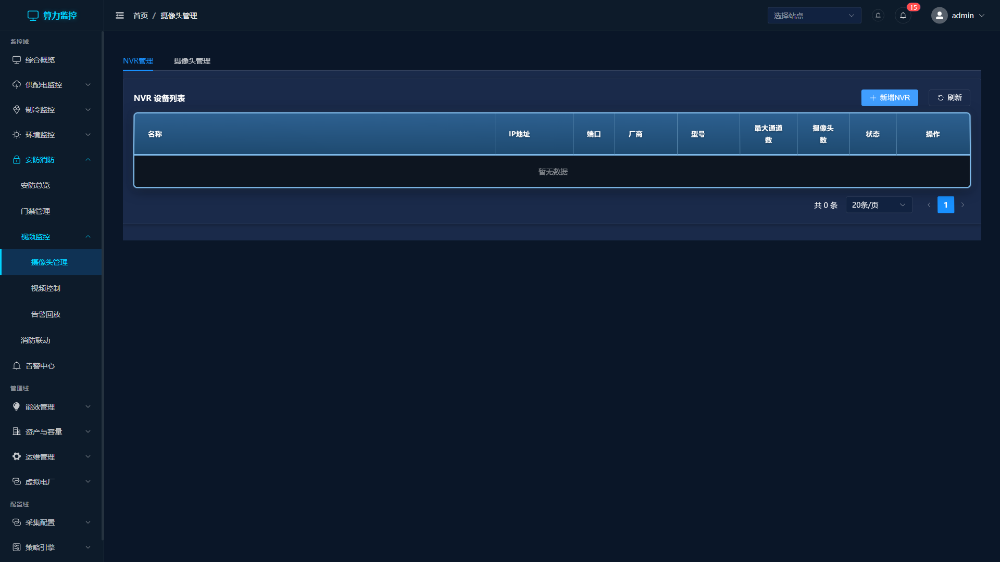 算力监控
首页 / 摄像头管理
选择站点
15
admin
监控域
综合概览
供配电监控
制冷监控
环境监控
安防消防
安防总览
门禁管理
视频监控
摄像头管理
视频控制
告警回放
消防联动
告警中心
管理域
能效管理
资产与容量
运维管理
虚拟电厂
配置域
采集配置
策略引擎
NVR管理 摄像头管理
NVR 设备列表
新增NVR 刷新
名称 IP地址 端口 厂商 型号 最大通道数 摄像头数 状态 操作
暂无数据
共 0 条 20条/页 1